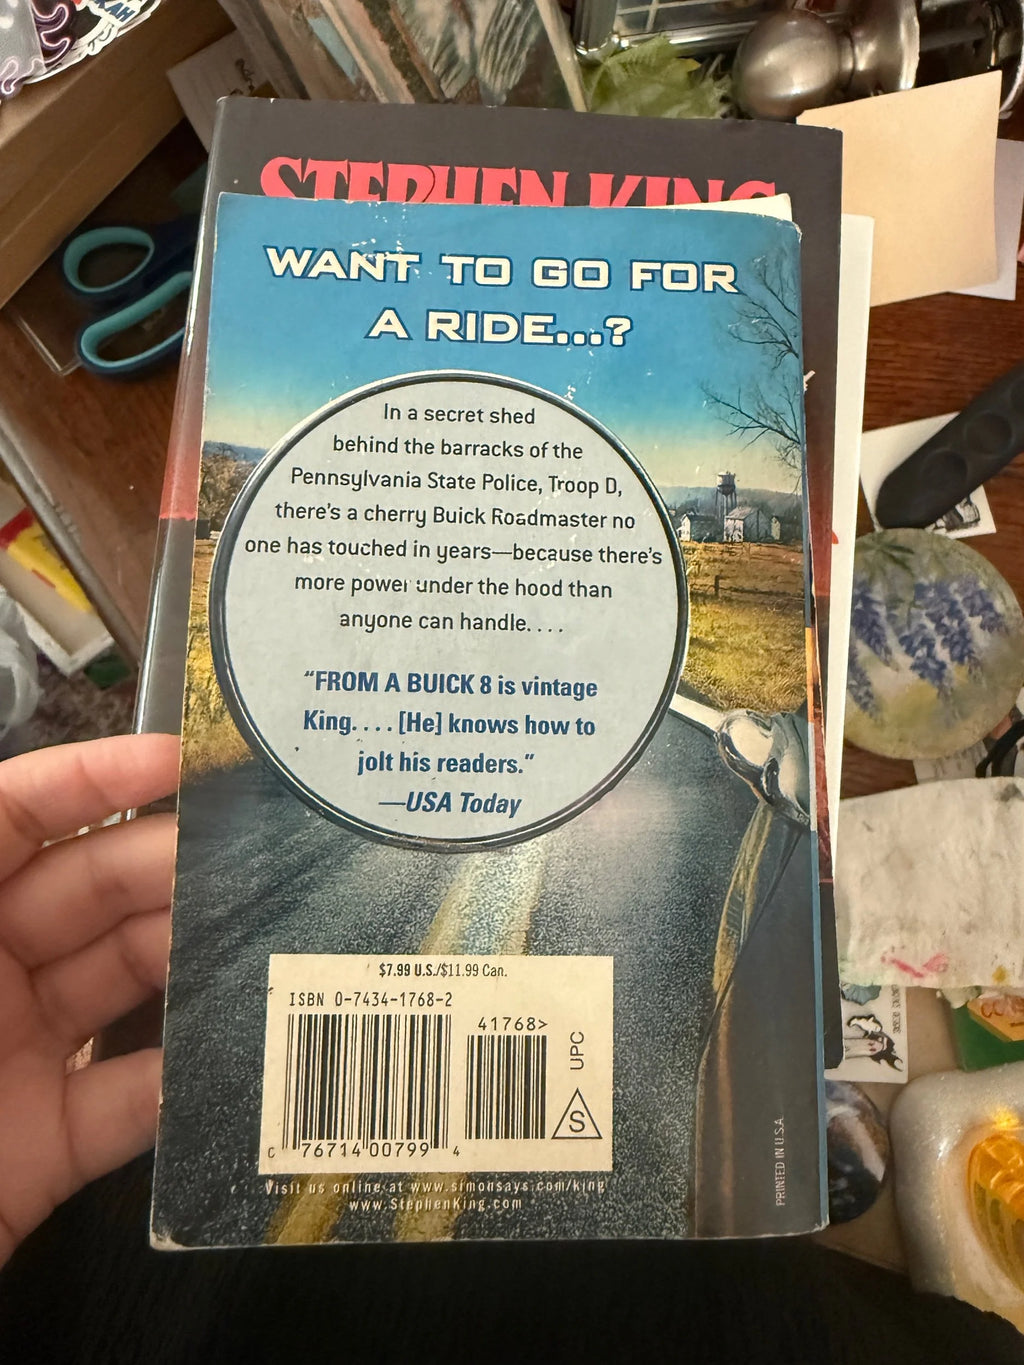 STEPHEN KING
WANT TO GO FOR
A RIDE...?
In a secret shed
behind the barracks of the
Pennsylvania State Police, Troop D,
there's a cherry Buick Roadmaster no
one has touched in years—because there's
more power under the hood than
anyone can handle. . . .
"FROM A BUICK 8 is vintage
King. . . . [He] knows how to
jolt his readers."
—USA Today
$7.99 U.S./$11.99 Can.
ISBN 0-7434-1768-2
41768>
UPC
S
C 76714 00799 4
PRINTED IN U.S.A.
Visit us online at www.simonsays.com/king
www.StephenKing.com